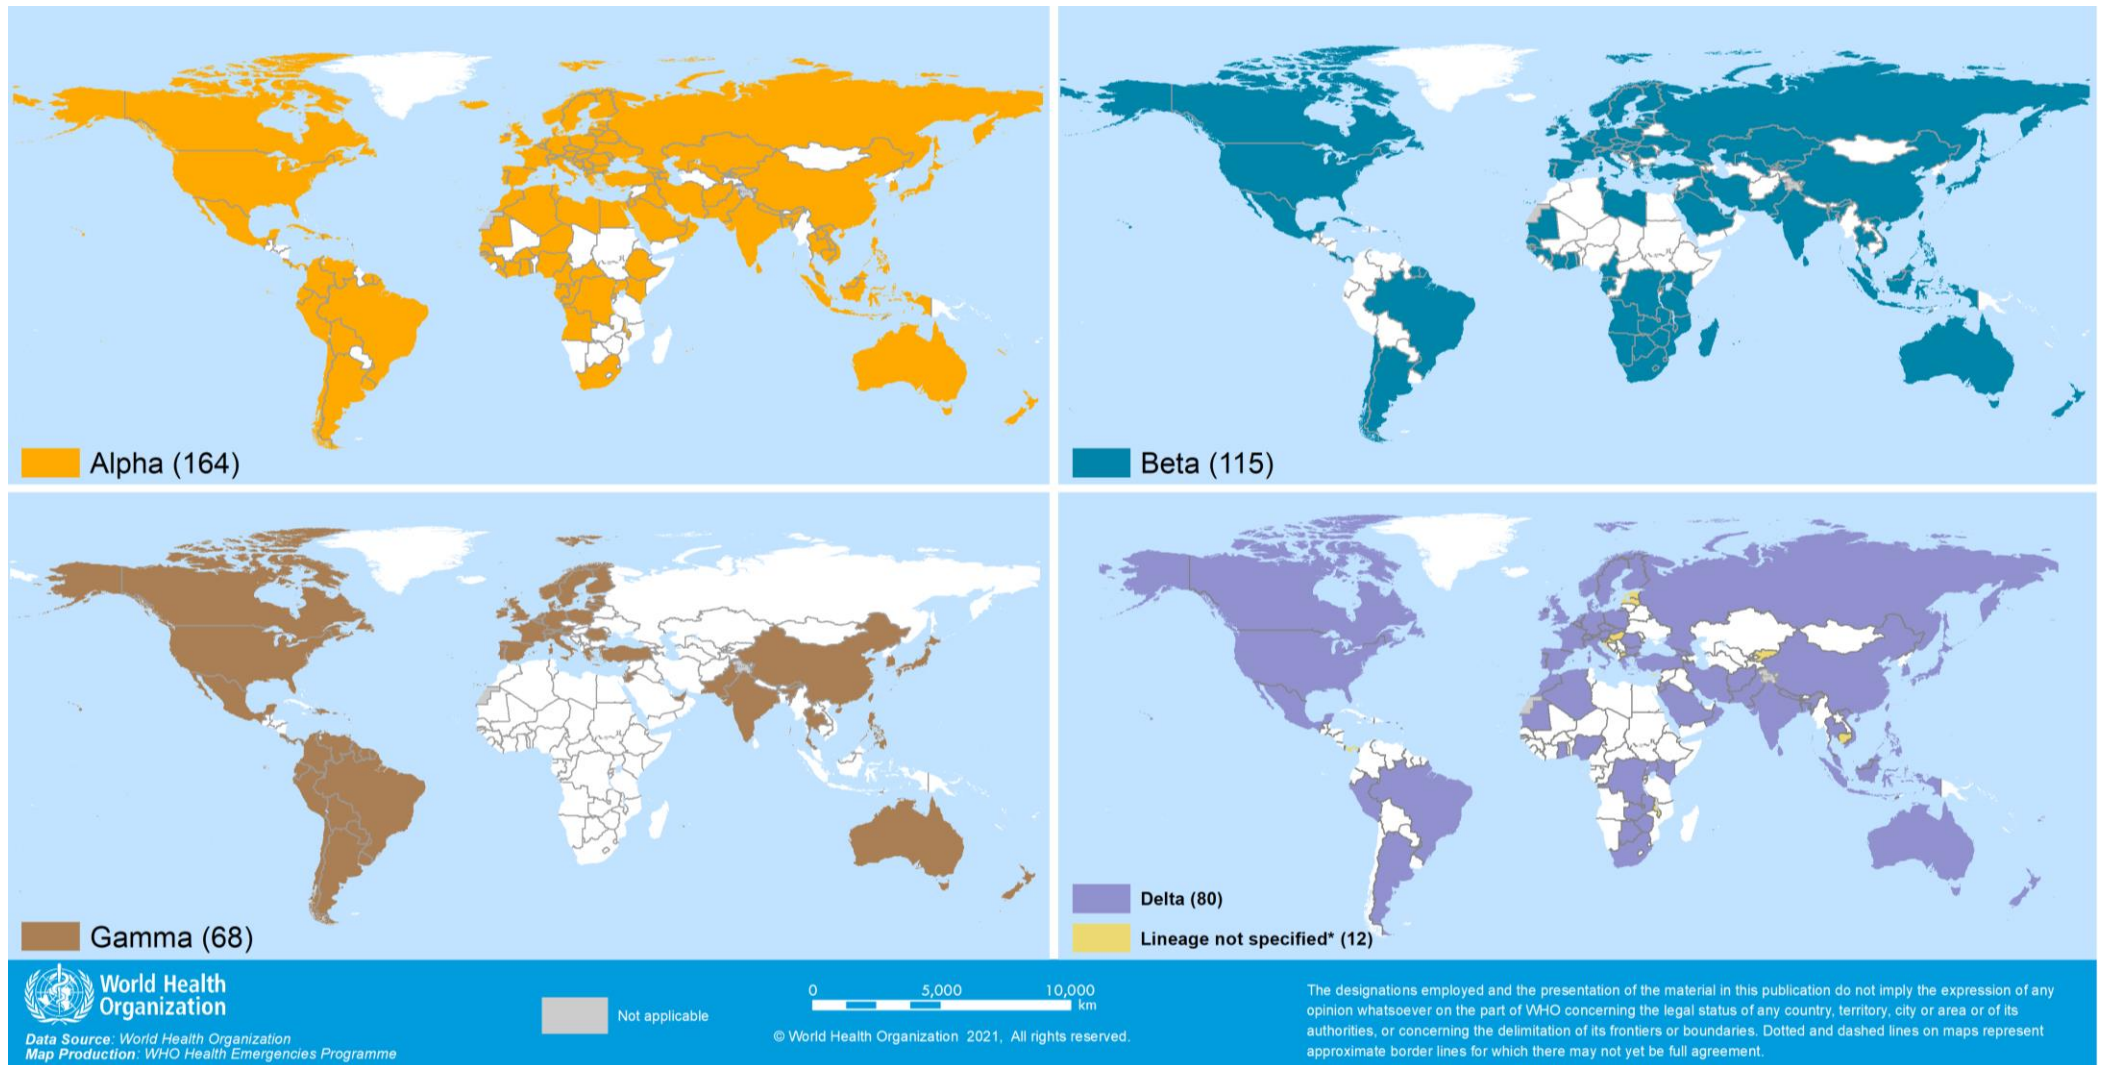 Alpha (164)
Beta (115)
Gamma (68)
Delta (80)
Lineage not specified* (12)
World Health
Organization
Data Source: World Health Organization
Map Production: WHO Health Emergencies Programme
Not applicable
0 5,000 10,000
km
© World Health Organization 2021, All rights reserved.
The designations employed and the presentation of the material in this publication do not imply the expression of any
opinion whatsoever on the part of WHO concerning the legal status of any country, territory, city or area or of its
authorities, or concerning the delimitation of its frontiers or boundaries. Dotted and dashed lines on maps represent
approximate border lines for which there may not yet be full agreement.